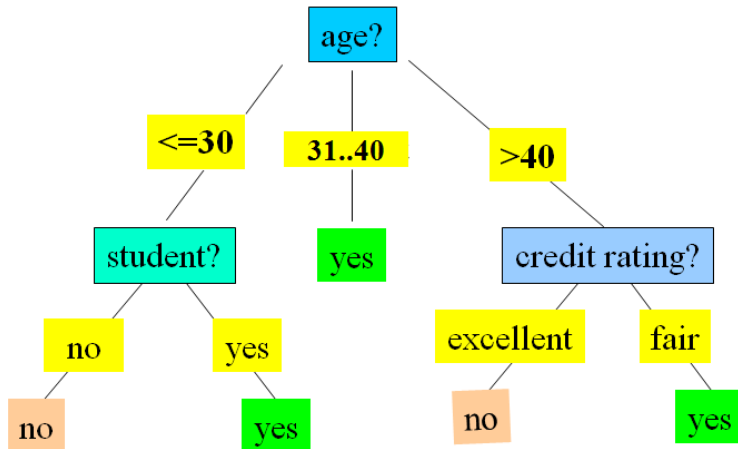 age?
<=30
31..40
>40
student?
yes
credit rating?
no
yes
excellent
fair
no
yes
no
yes